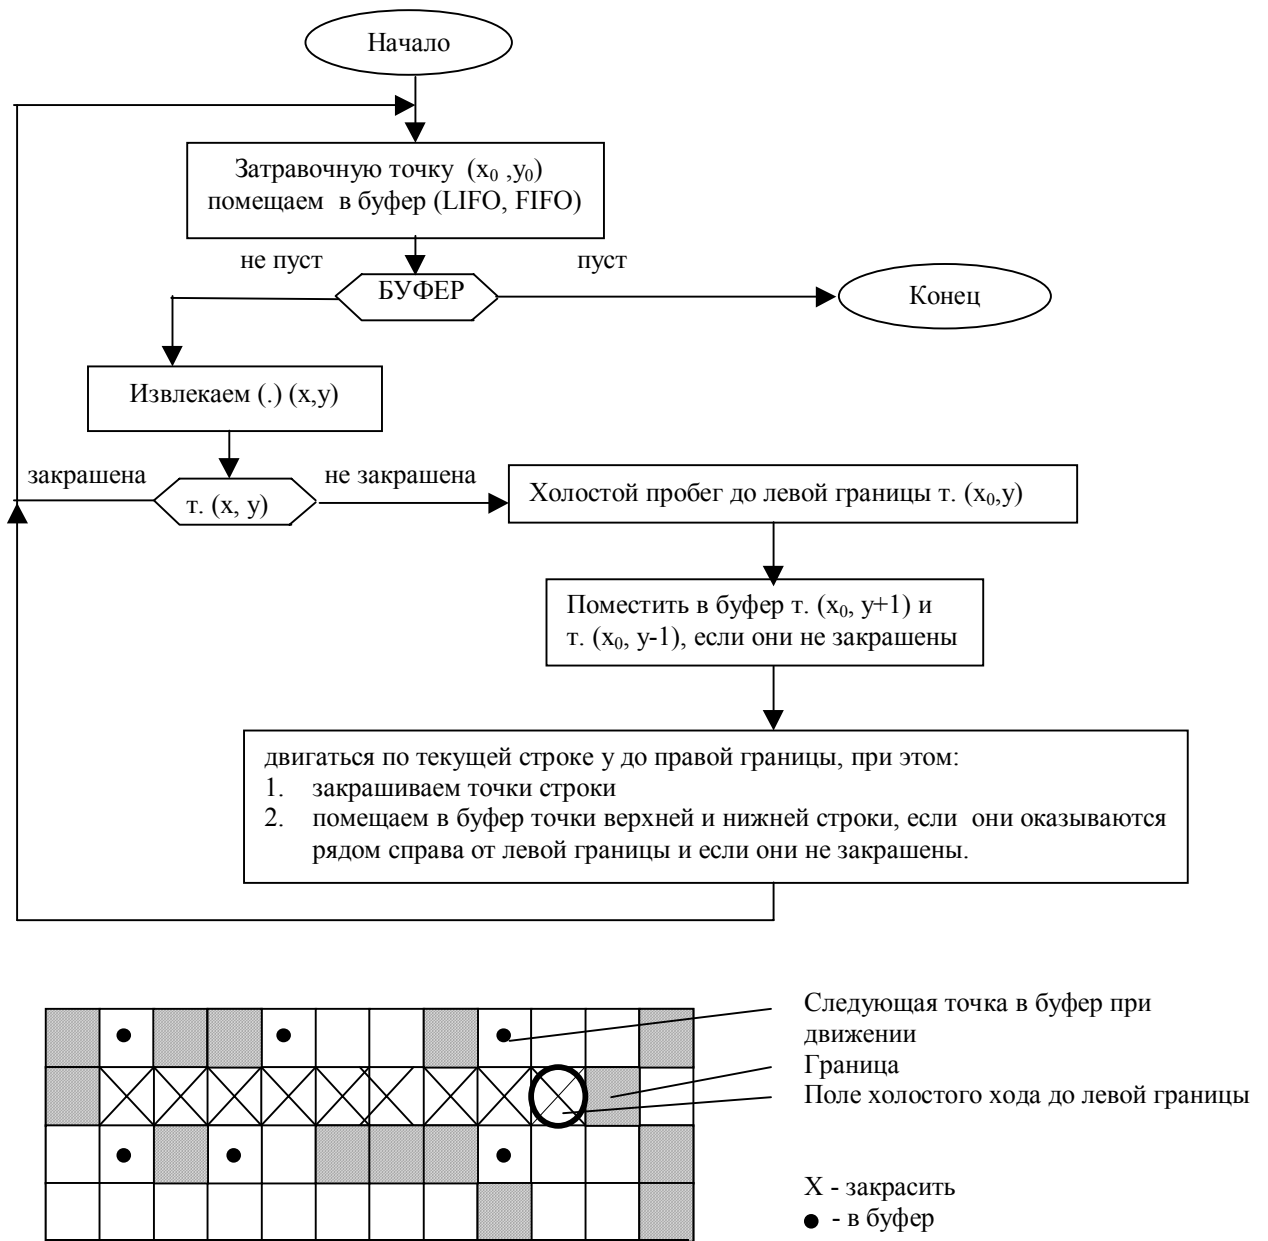 Начало
Затравочную точку (x₀ ,y₀)
помещаем в буфер (LIFO, FIFO)
не пуст
пуст
БУФЕР
Конец
Извлекаем (.) (x,y)
закрашена
не закрашена
т. (x, y)
Холостой пробег до левой границы т. (x₀,y)
Поместить в буфер т. (x₀, y+1) и
т. (x₀, y-1), если они не закрашены
двигаться по текущей строке y до правой границы, при этом:
1. закрашиваем точки строки
2. помещаем в буфер точки верхней и нижней строки, если они оказываются
рядом справа от левой границы и если они не закрашены.
Следующая точка в буфер при
движении
Граница
Поле холостого хода до левой границы
X - закрасить
● - в буфер